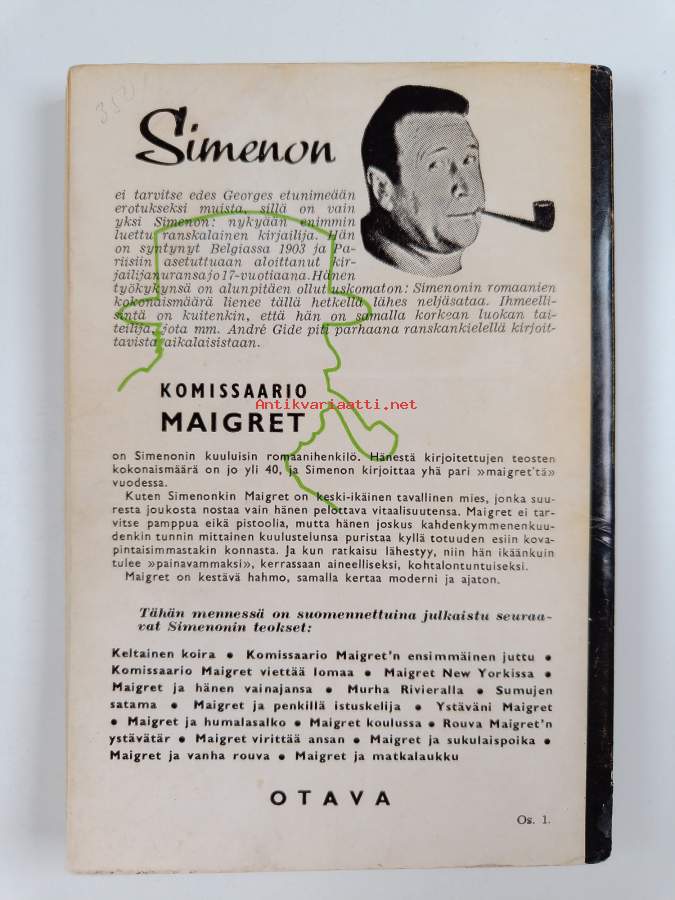 Simenon
ei tarvitse edes Georges etunimeään
erotukseksi muista, sillä on vain
yksi Simenon: nykyään enimmin
luettu ranskalainen kirjailija. Hän
on syntynyt Belgiassa 1903 ja Pa-
riisiin asetuttuaan aloittanut kir-
jailijanuransa jo 17-vuotiaana. Hänen
työkykynsä on alunpitäen ollut uskomaton: Simenonin romaanien
kokonaismäärä lienee tällä hetkellä lähes neljäsataa. Ihmeelli-
sintä on kuitenkin, että hän on samalla korkean luokan tai-
teilija, jota mm. André Gide piti parhaana ranskankielellä kirjoit-
tavista aikalaisistaan.
KOMISSAARIO
MAIGRET
Antikvariaatti.net
on Simenonin kuuluisin romaanihenkilö. Hänestä kirjoitettujen teosten
kokonaismäärä on jo yli 40, ja Simenon kirjoittaa yhä pari »maigret'tä»
vuodessa.
Kuten Simenonkin Maigret on keski-ikäinen tavallinen mies, jonka suu-
resta joukosta nostaa vain hänen pelottava vitaalisuutensa. Maigret ei tar-
vitse pamppua eikä pistoolia, mutta hänen joskus kahdenkymmenenkuu-
denkin tunnin mittainen kuulustelunsa puristaa kyllä totuuden esiin kova-
pintaisimmastakin konnasta. Ja kun ratkaisu lähestyy, niin hän ikäänkuin
tulee »painavammaksi», kerrassaan aineelliseksi, kohtalontuntuiseksi.
Maigret on kestävä hahmo, samalla kertaa moderni ja ajaton.
Tähän mennessä on suomennettuina julkaistu seuraa-
vat Simenonin teokset:
Keltainen koira • Komissaario Maigret'n ensimmäinen juttu •
Komissaario Maigret viettää lomaa • Maigret New Yorkissa •
Maigret ja hänen vainajansa • Murha Rivieralla • Sumujen
satama • Maigret ja penkillä istuskelija • Ystäväni Maigret
• Maigret ja humalasalko • Maigret koulussa • Rouva Maigret'n
ystävätär • Maigret virittää ansan • Maigret ja sukulaispoika •
Maigret ja vanha rouva • Maigret ja matkalaukku
OTAVA
Os. 1.